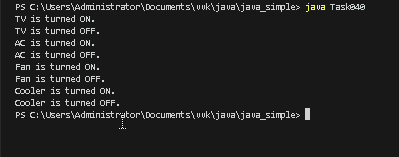 PS C:\Users\Administrator\Documents\vvk\java\java_simple> java Task040
TV is turned ON.
TV is turned OFF.
AC is turned ON.
AC is turned OFF.
Fan is turned ON.
Fan is turned OFF.
Cooler is turned ON.
Cooler is turned OFF.
PS C:\Users\Administrator\Documents\vvk\java\java_simple>